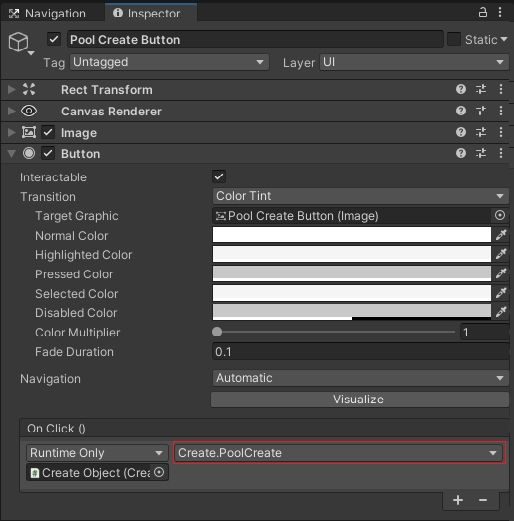 Navigation Inspector
Pool Create Button Static
Tag Untagged Layer UI
Rect Transform
Canvas Renderer
Image
Button
Interactable
Transition Color Tint
Target Graphic Pool Create Button (Image)
Normal Color
Highlighted Color
Pressed Color
Selected Color
Disabled Color
Color Multiplier 1
Fade Duration 0.1
Navigation Automatic
Visualize
On Click ()
Runtime Only Create.PoolCreate
Create Object (Crea